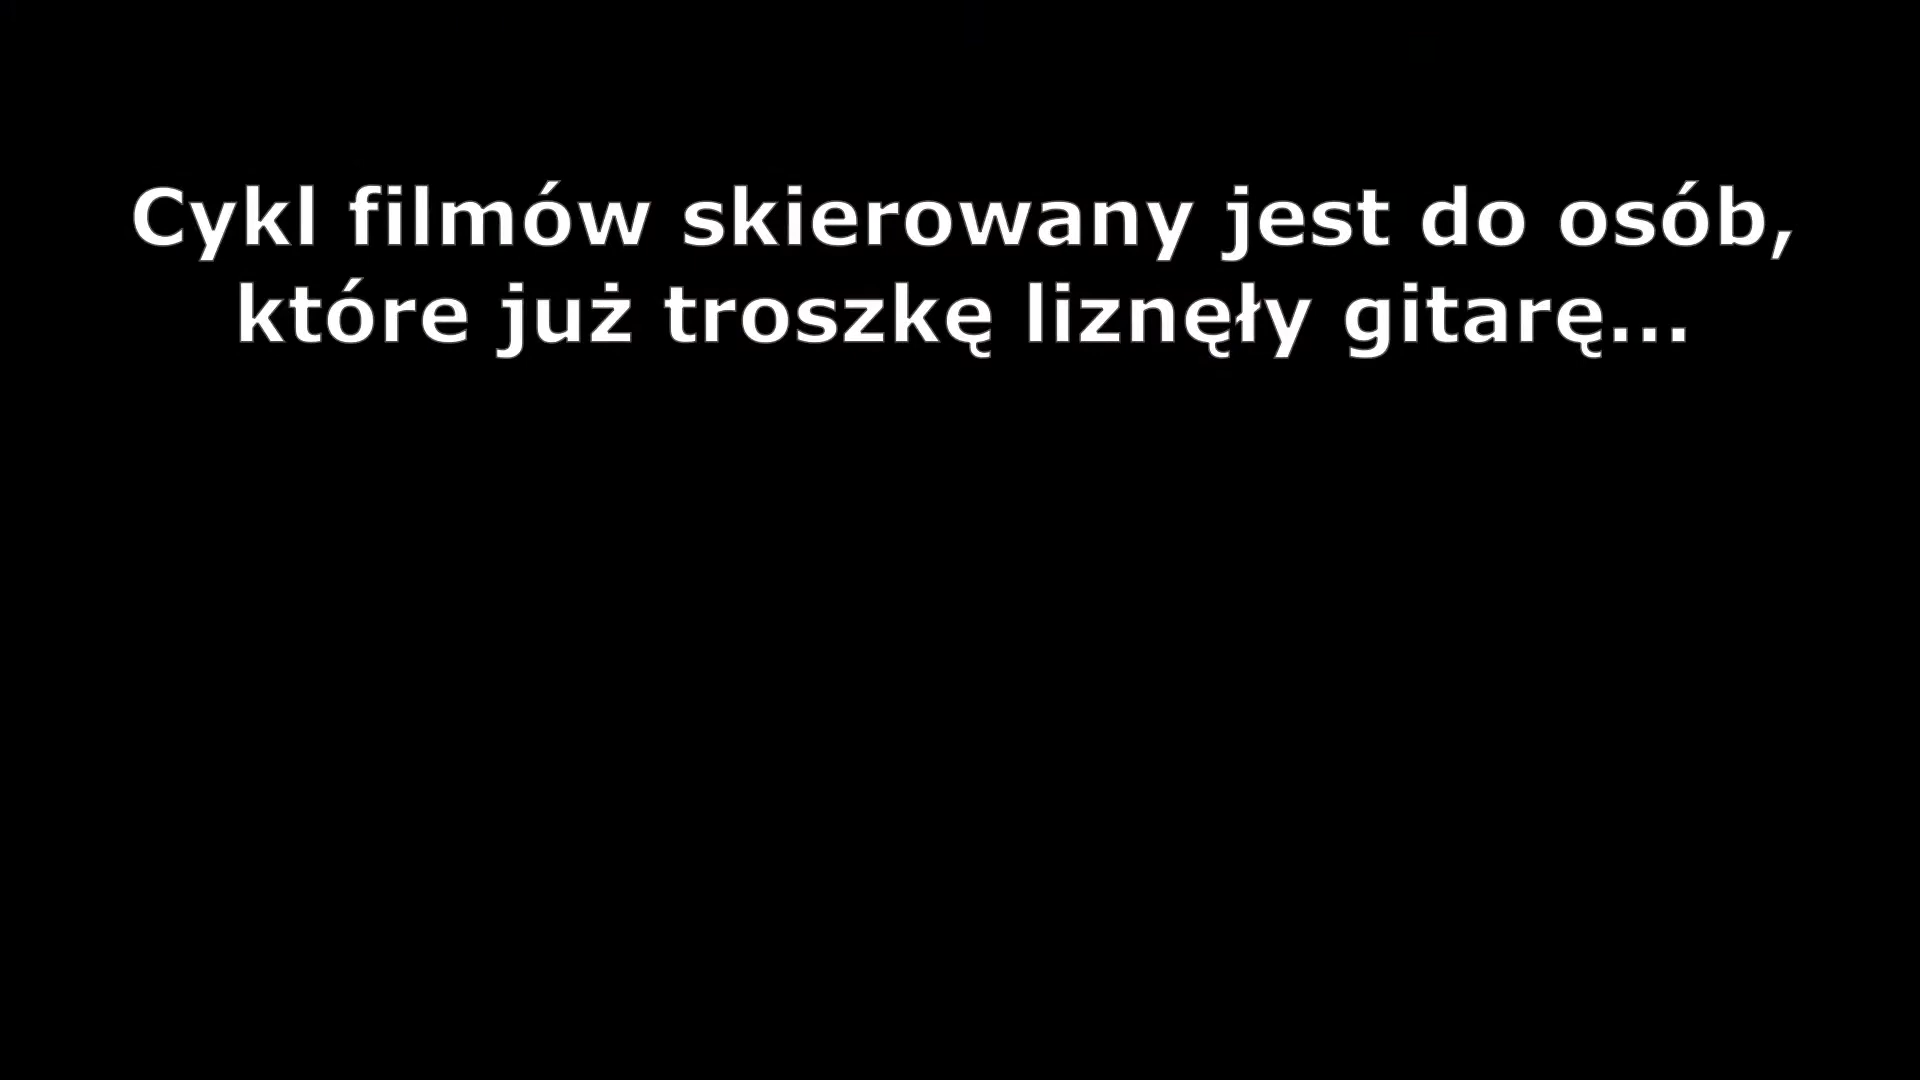 Cykl filmów skierowany jest do osób,
które już troszkę liznęły gitarę...